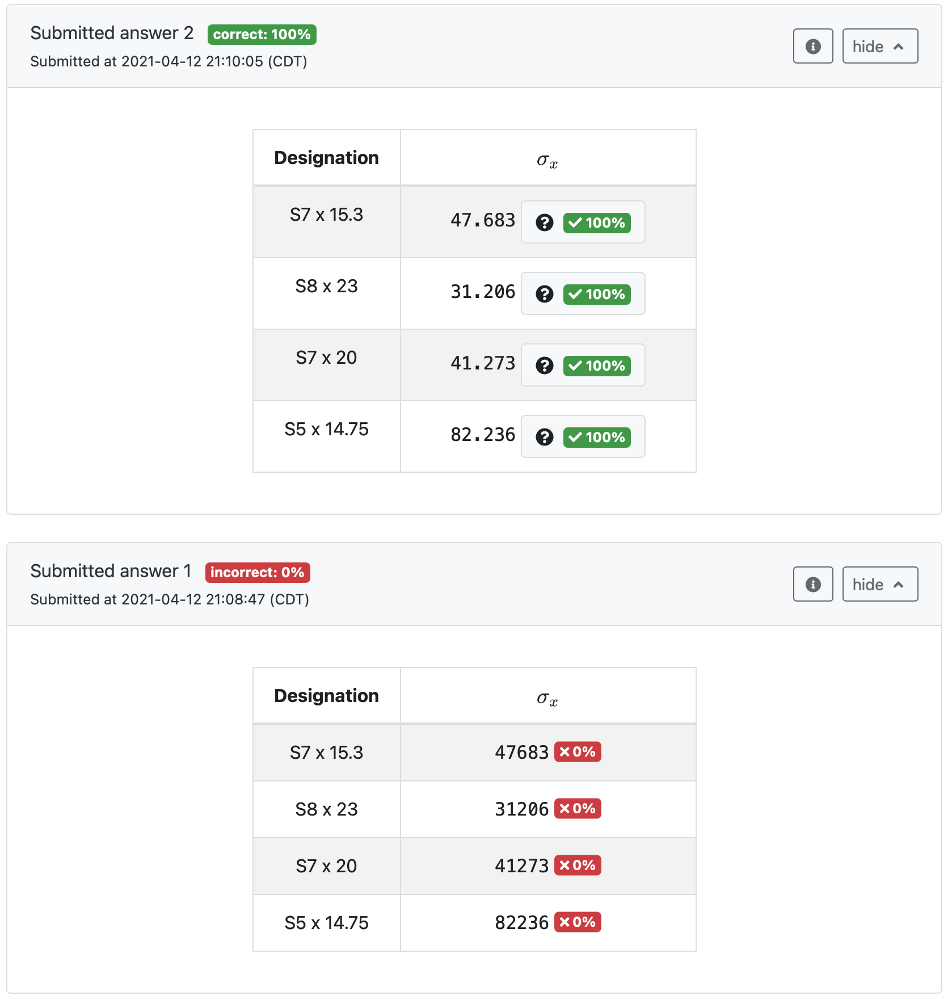 Submitted answer 2 correct: 100%
Submitted at 2021-04-12 21:10:05 (CDT)
hide
Designation σx
S7 x 15.3 47.683 100%
S8 x 23 31.206 100%
S7 x 20 41.273 100%
S5 x 14.75 82.236 100%
Submitted answer 1 incorrect: 0%
Submitted at 2021-04-12 21:08:47 (CDT)
hide
Designation σx
S7 x 15.3 47683 0%
S8 x 23 31206 0%
S7 x 20 41273 0%
S5 x 14.75 82236 0%